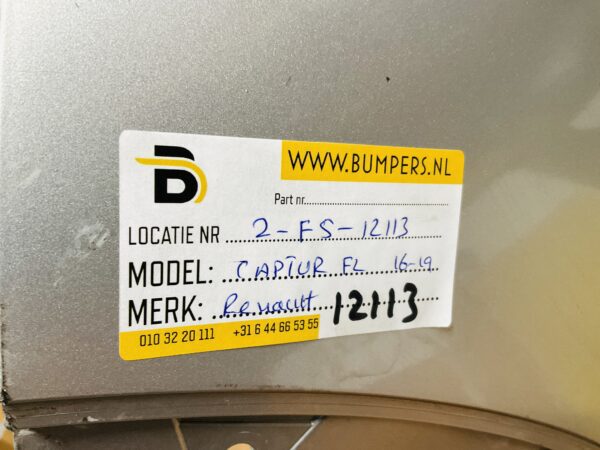 WWW.BUMPERS.NL
B
Part nr.
LOCATIE NR 2-FS-12113
MODEL: CAPTUR FL 16-19
MERK: Renault 12113
010 32 20 111 +31 6 44 66 53 55